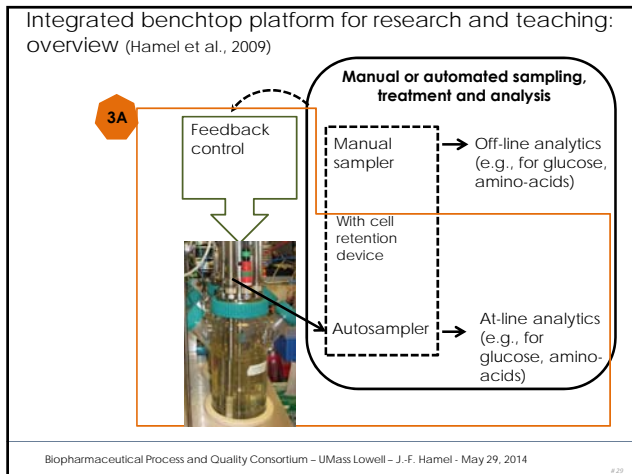 Integrated benchtop platform for research and teaching:
overview (Hamel et al., 2009)
Manual or automated sampling,
treatment and analysis
3A
Feedback
control
Manual
sampler
Off-line analytics
(e.g., for glucose,
amino-acids)
With cell
retention
device
Autosampler
At-line analytics
(e.g., for
glucose, amino-
acids)
Biopharmaceutical Process and Quality Consortium – UMass Lowell – J.-F. Hamel - May 29, 2014
# 29